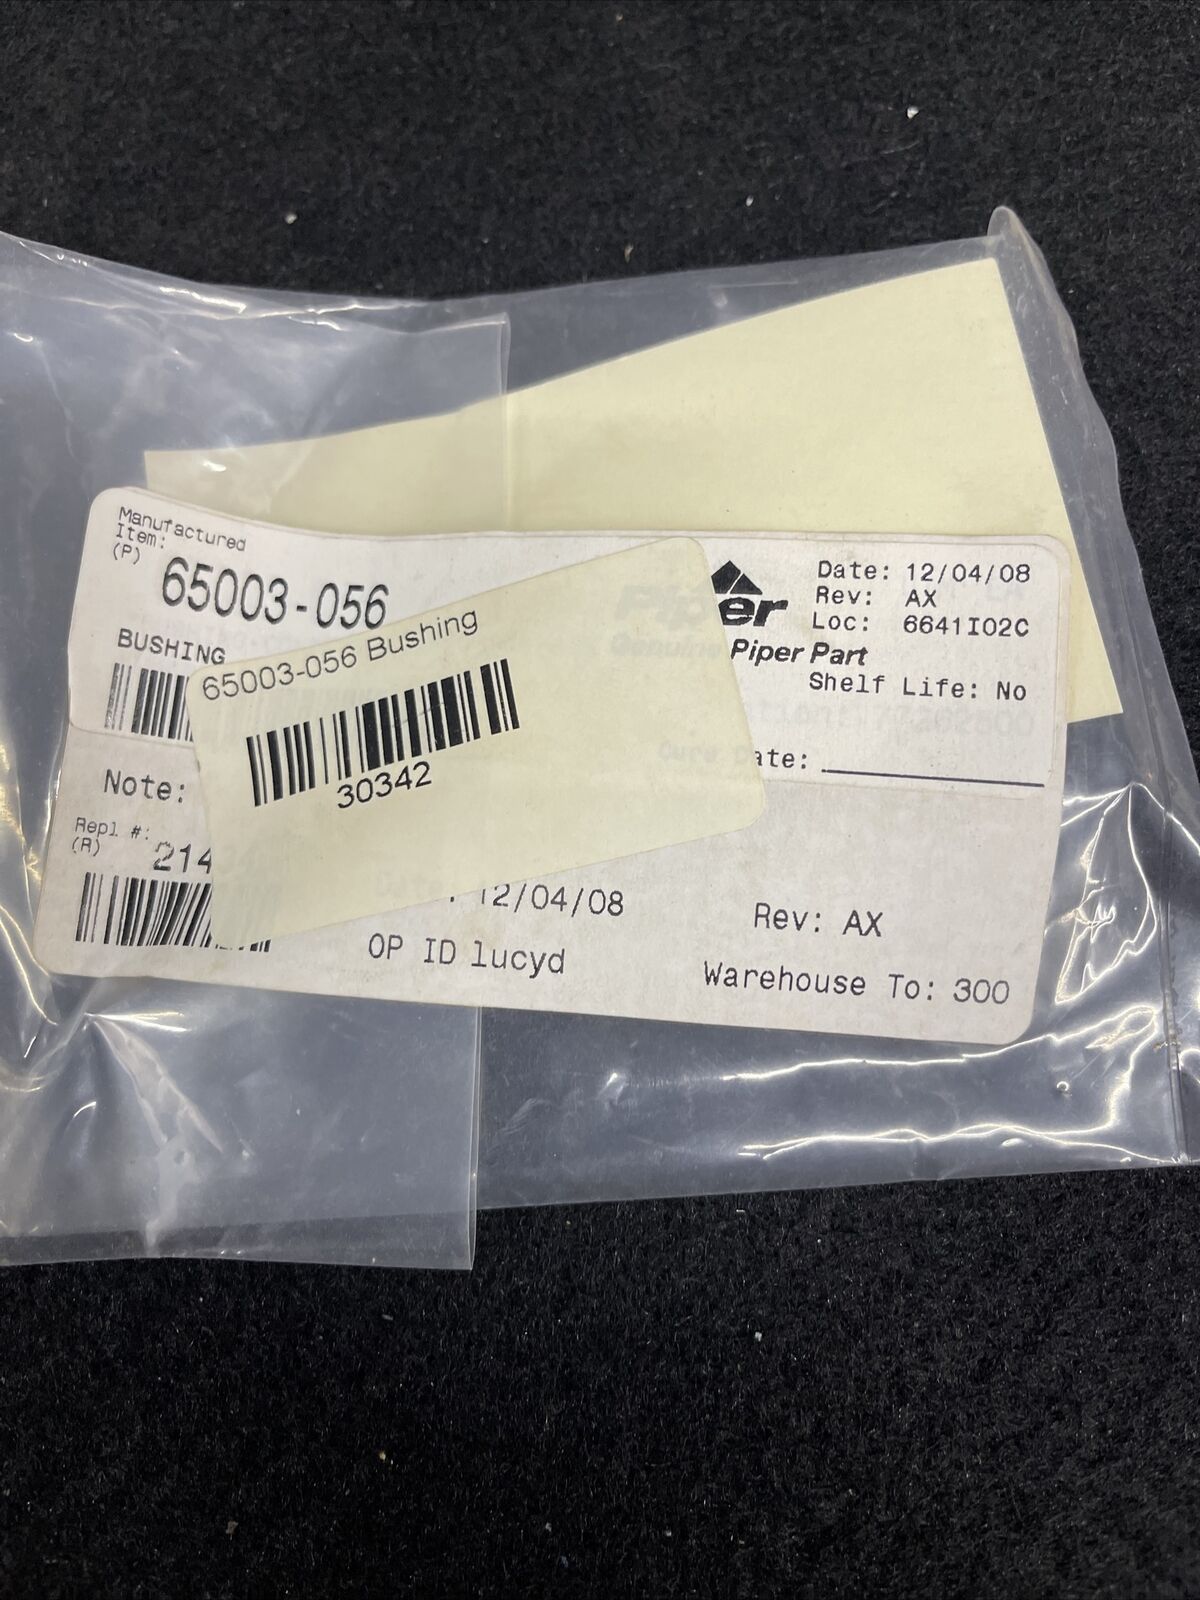 Manufactured
Item:
(P)
65003-056
BUSHING
65003-056 Bushing
30342
Piper
Genuine Piper Part
Date: 12/04/08
Rev: AX
Loc: 6641I02C
Shelf Life: No
Cure Date:
Note:
Repl #:
(R)
Date: 12/04/08
Rev: AX
OP ID lucyd
Warehouse To: 300